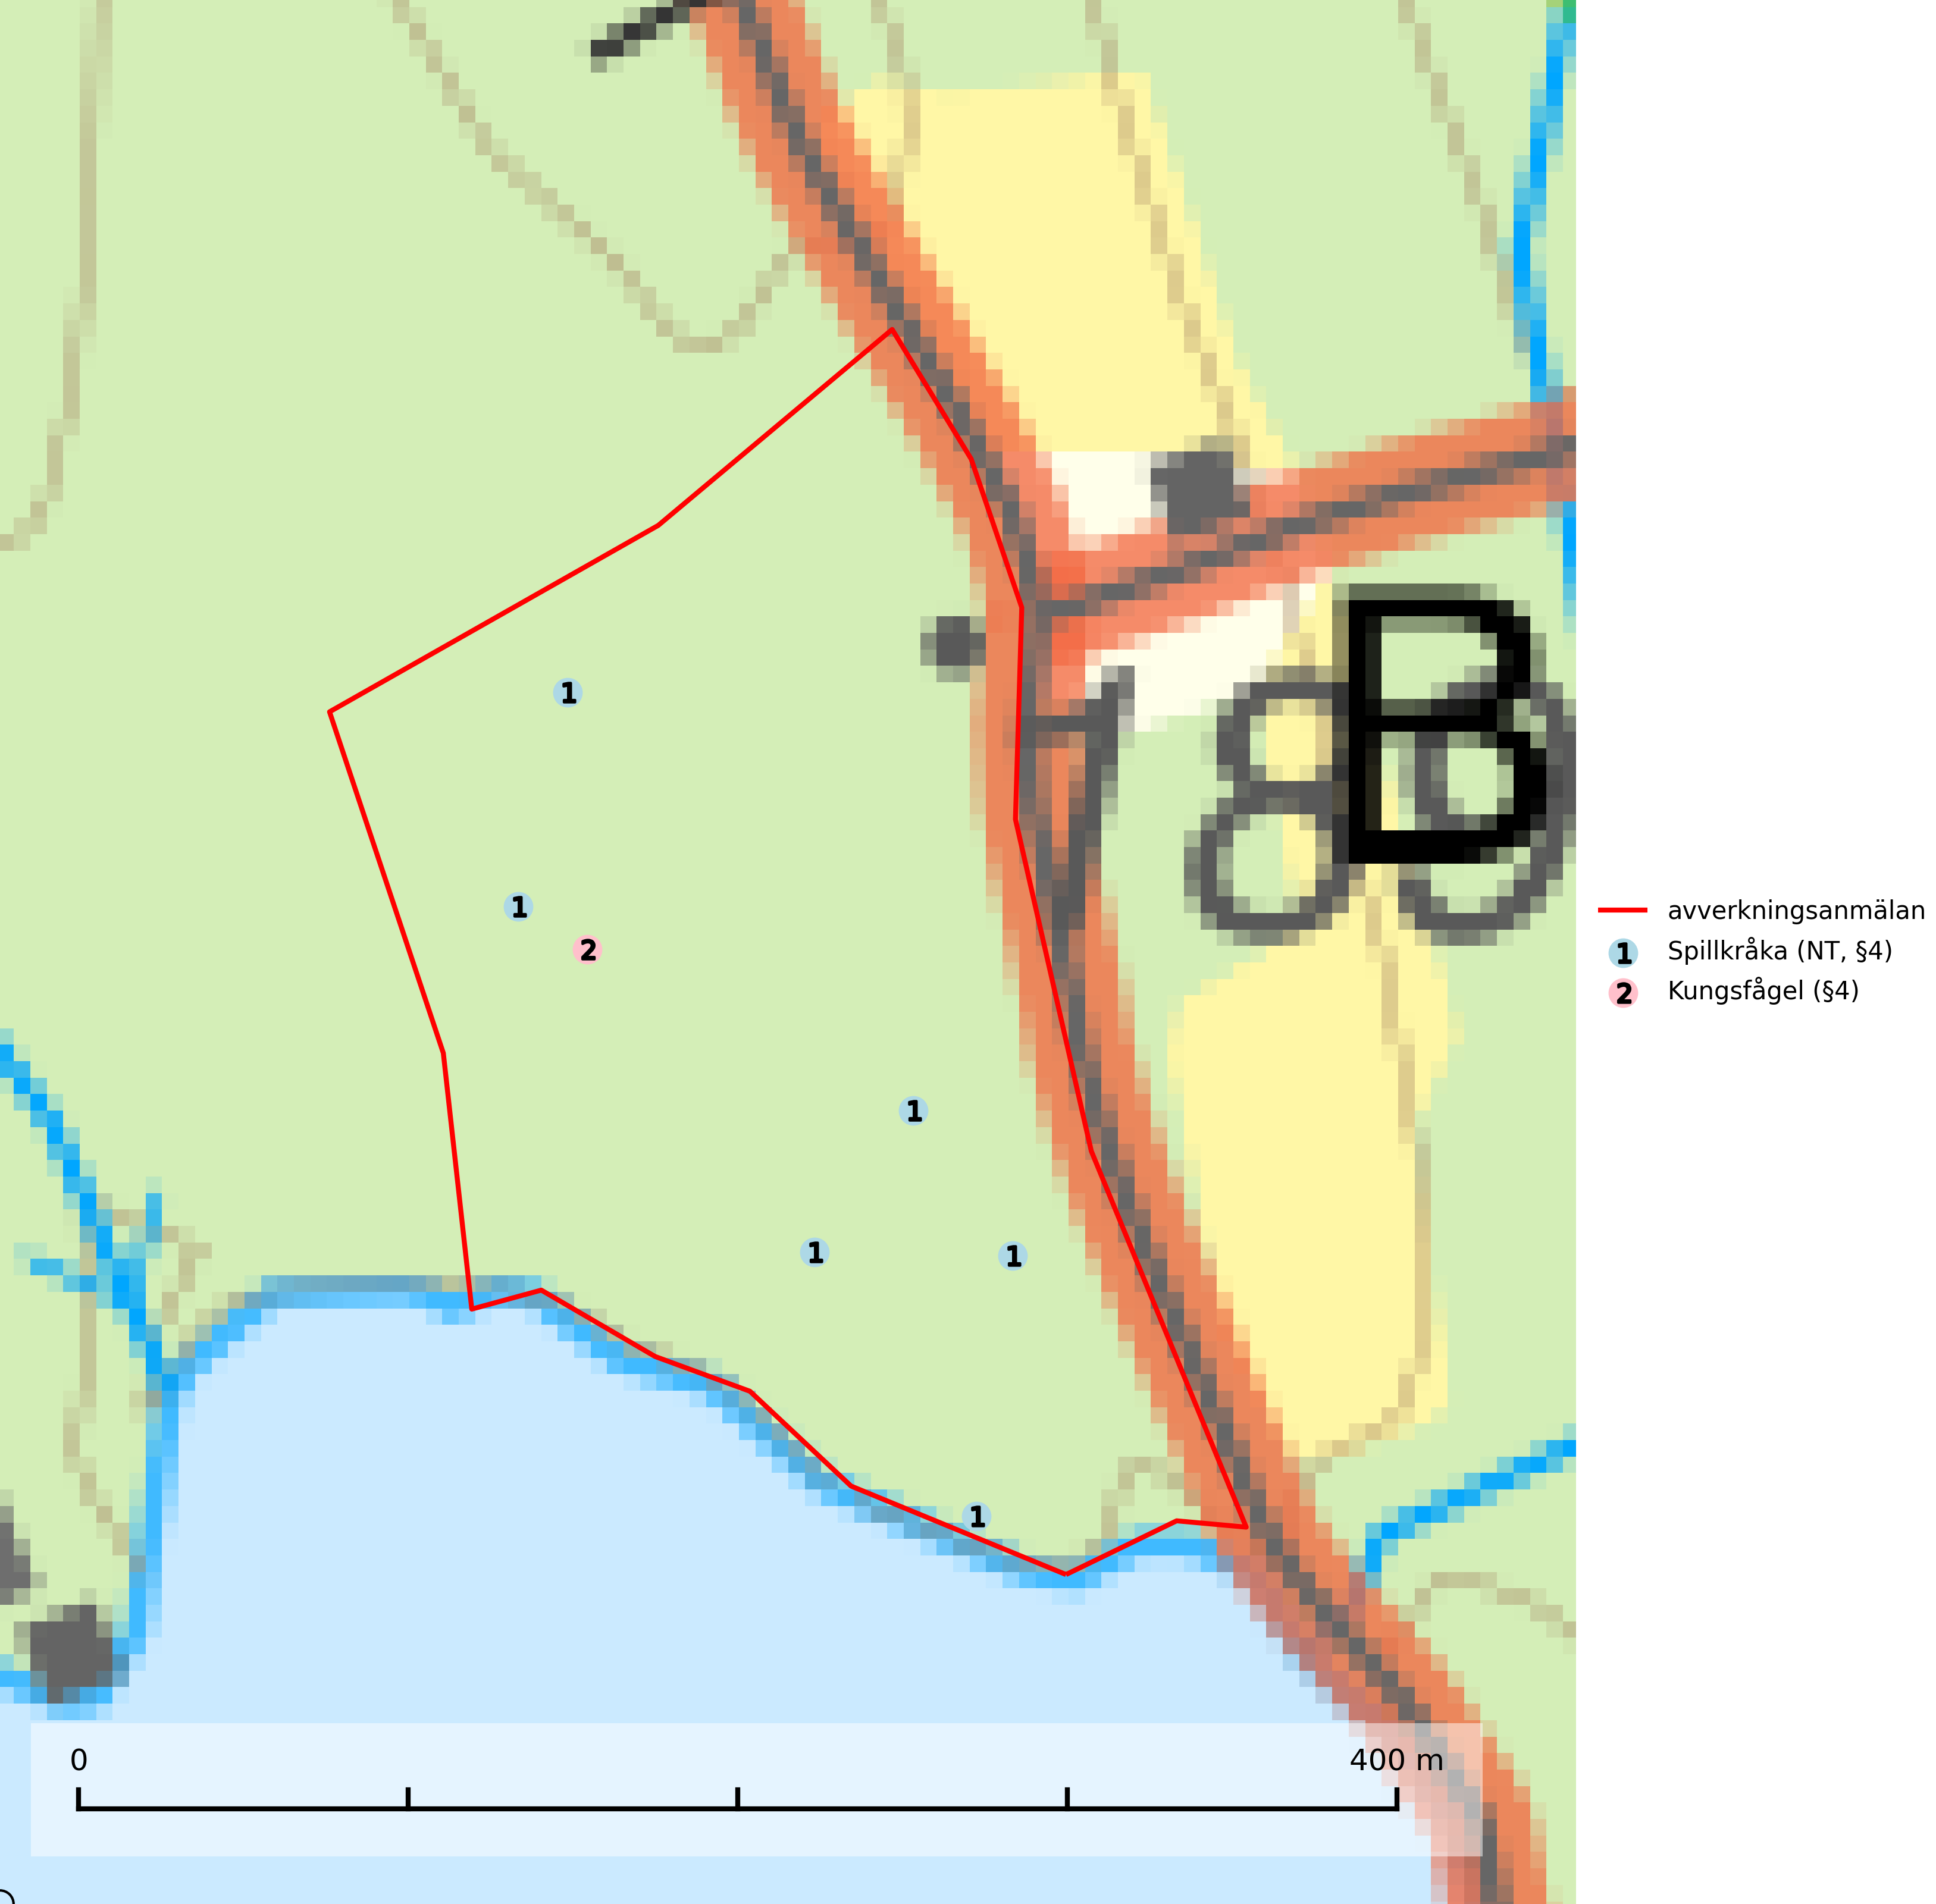 1
1
2
1
1
1
1
0
400 m
avverkningsanmälan
1 Spillkråka (NT, §4)
2 Kungsfågel (§4)